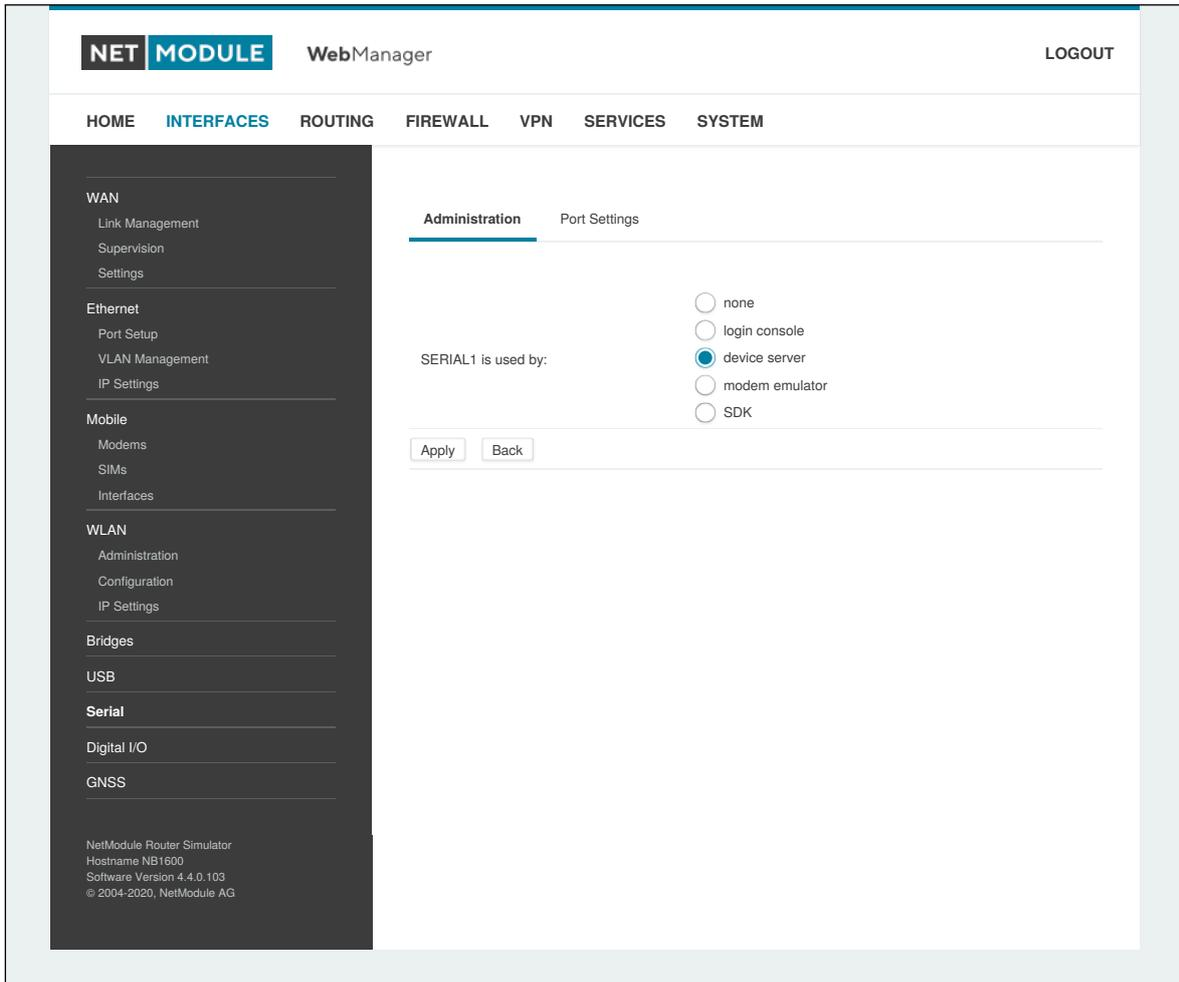 NET MODULE WebManager LOGOUT
HOME INTERFACES ROUTING FIREWALL VPN SERVICES SYSTEM
WAN
Link Management
Supervision
Settings
Ethernet
Port Setup
VLAN Management
IP Settings
Mobile
Modems
SIMs
Interfaces
WLAN
Administration
Configuration
IP Settings
Bridges
USB
Serial
Digital I/O
GNSS
NetModule Router Simulator
Hostname NB1600
Software Version 4.4.0.103
© 2004-2020, NetModule AG
Administration Port Settings
SERIAL1 is used by:
none
login console
device server
modem emulator
SDK
Apply Back